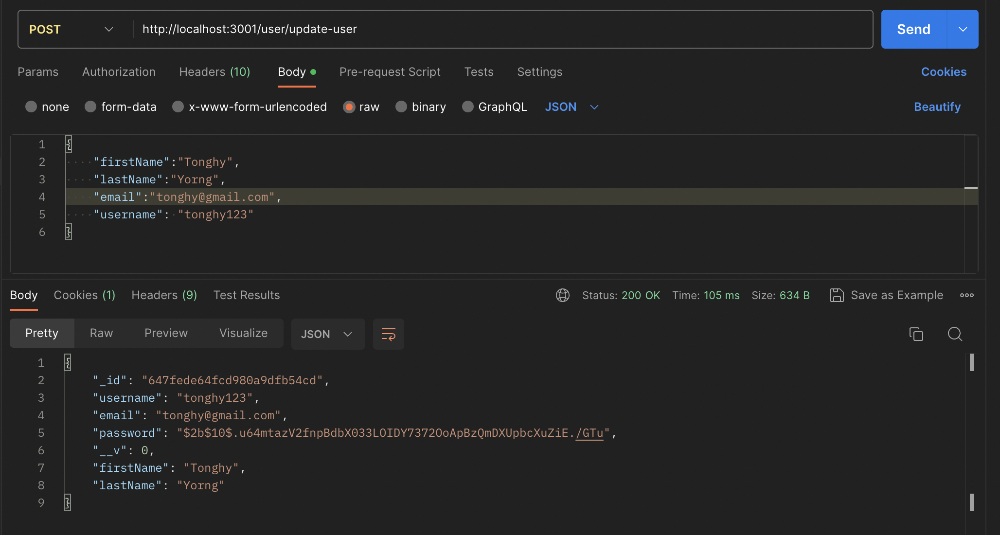 POST http://localhost:3001/user/update-user Send
Params Authorization Headers (10) Body Pre-request Script Tests Settings Cookies
none form-data x-www-form-urlencoded raw binary GraphQL JSON Beautify
1 {
2 "firstName":"Tonghy",
3 "lastName":"Yorng",
4 "email":"tonghy@gmail.com",
5 "username": "tonghy123"
6 }
Body Cookies (1) Headers (9) Test Results Status: 200 OK Time: 105 ms Size: 634 B Save as Example
Pretty Raw Preview Visualize JSON
1 {
2 "_id": "647fede64fcd980a9dfb54cd",
3 "username": "tonghy123",
4 "email": "tonghy@gmail.com",
5 "password": "$2b$10$.u64mtazV2fnpBdbX033LOIDY7372OoApBzQmDXUpbcXuZiE./GTu",
6 "__v": 0,
7 "firstName": "Tonghy",
8 "lastName": "Yorng"
9 }